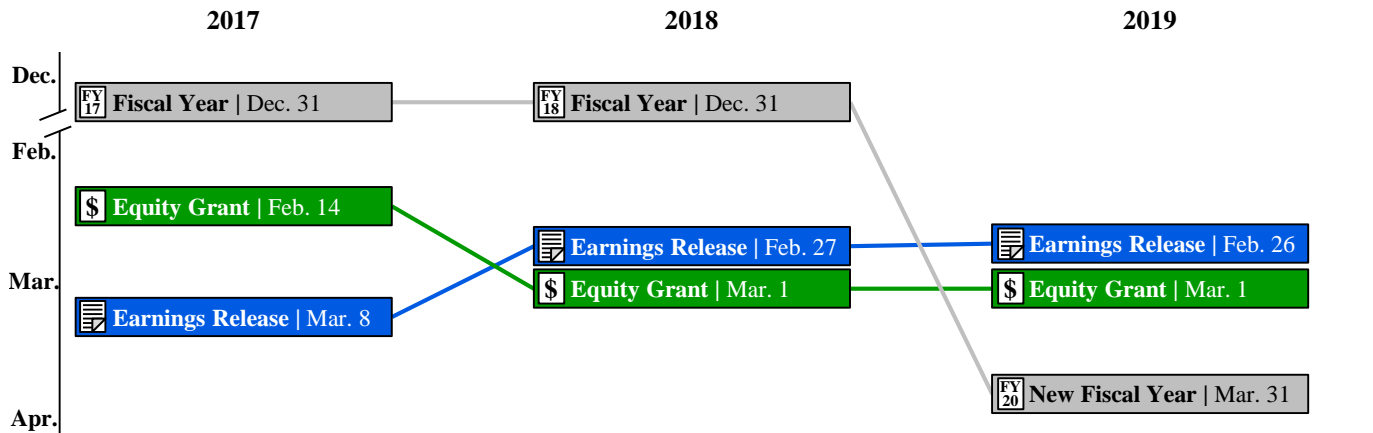 2017 2018 2019
Dec.
FY 17 Fiscal Year | Dec. 31
FY 18 Fiscal Year | Dec. 31
Feb.
$ Equity Grant | Feb. 14
Earnings Release | Feb. 27
Earnings Release | Feb. 26
Mar.
$ Equity Grant | Mar. 1
$ Equity Grant | Mar. 1
Earnings Release | Mar. 8
FY 20 New Fiscal Year | Mar. 31
Apr.